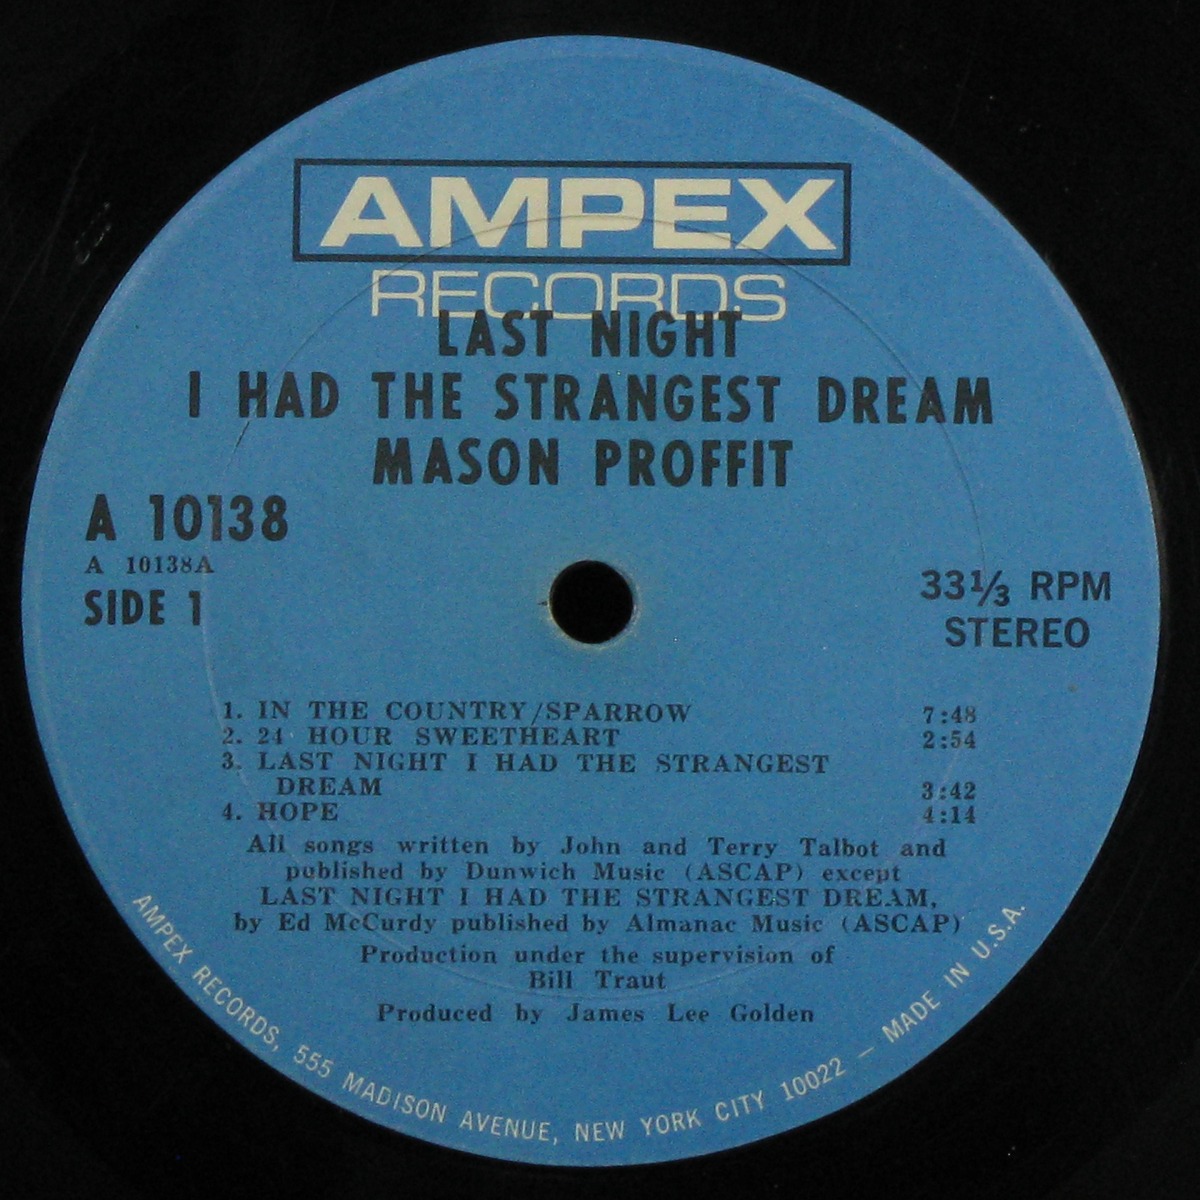 AMPEX
RECORDS
LAST NIGHT
I HAD THE STRANGEST DREAM
MASON PROFFIT
A 10138
A 10138A
SIDE 1
33⅓ RPM
STEREO
1. IN THE COUNTRY/SPARROW 7:48
2. 24 HOUR SWEETHEART 2:54
3. LAST NIGHT I HAD THE STRANGEST
DREAM 3:42
4. HOPE 4:14
All songs written by John and Terry Talbot and
published by Dunwich Music (ASCAP) except
LAST NIGHT I HAD THE STRANGEST DREAM,
by Ed McCurdy published by Almanac Music (ASCAP)
Production under the supervision of
Bill Traut
Produced by James Lee Golden
AMPEX RECORDS, 555 MADISON AVENUE, NEW YORK CITY 10022 – MADE IN U.S.A.